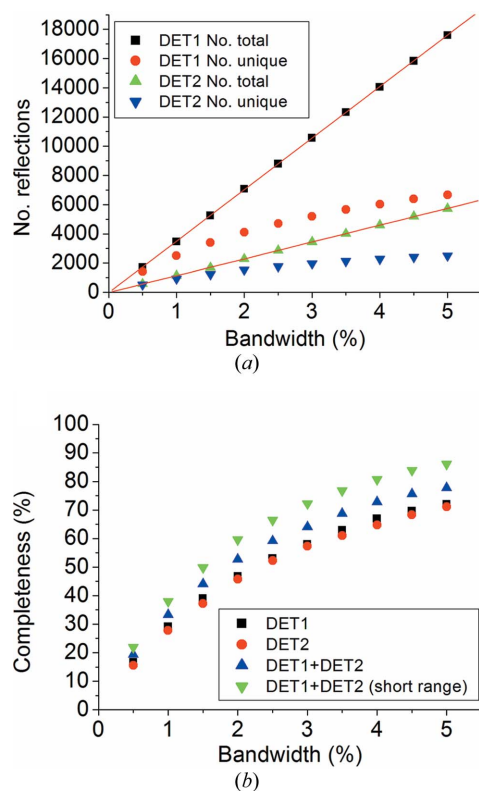 DET1 No. total
DET1 No. unique
DET2 No. total
DET2 No. unique
No. reflections
18000
16000
14000
12000
10000
8000
6000
4000
2000
0
0 1 2 3 4 5
Bandwidth (%)
(a)
Completeness (%)
100
90
80
70
60
50
40
30
20
10
0
DET1
DET2
DET1+DET2
DET1+DET2 (short range)
0 1 2 3 4 5
Bandwidth (%)
(b)